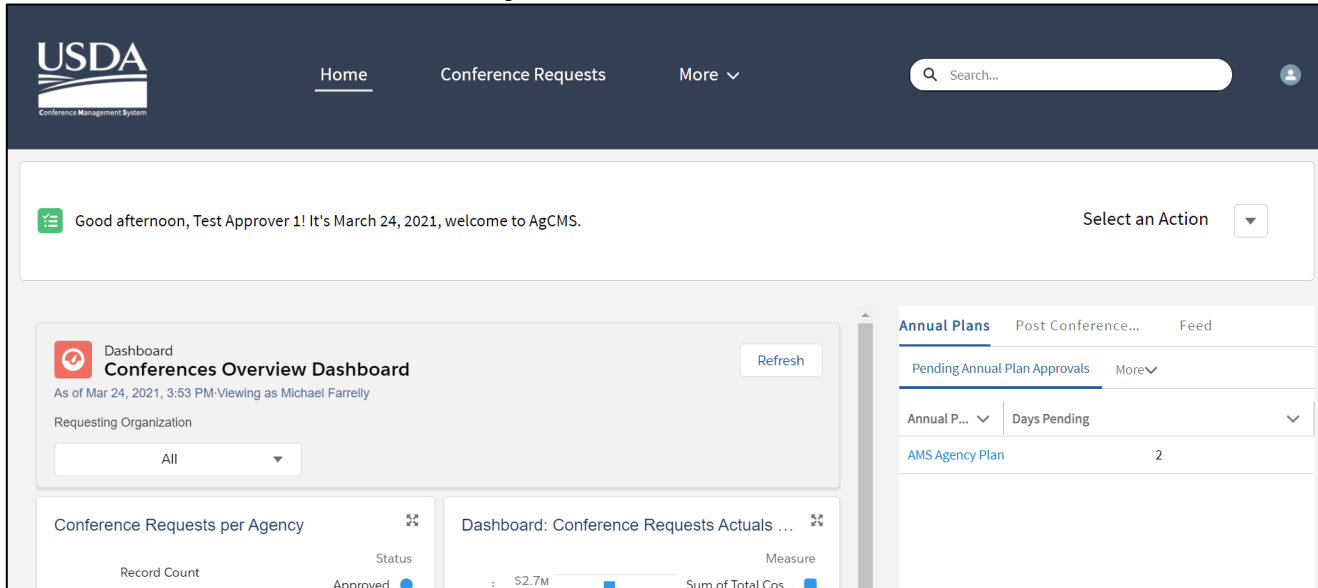 USDA
Conference Management System
Home Conference Requests More
Search...
Good afternoon, Test Approver 1! It's March 24, 2021, welcome to AgCMS.
Select an Action
Dashboard
Conferences Overview Dashboard
As of Mar 24, 2021, 3:53 PM·Viewing as Michael Farrelly
Refresh
Requesting Organization
All
Conference Requests per Agency
Status
Record Count
Approved
Dashboard: Conference Requests Actuals ...
Measure
$2.7M
Sum of Total Cos...
Annual Plans Post Conference... Feed
Pending Annual Plan Approvals More
Annual P... Days Pending
AMS Agency Plan 2